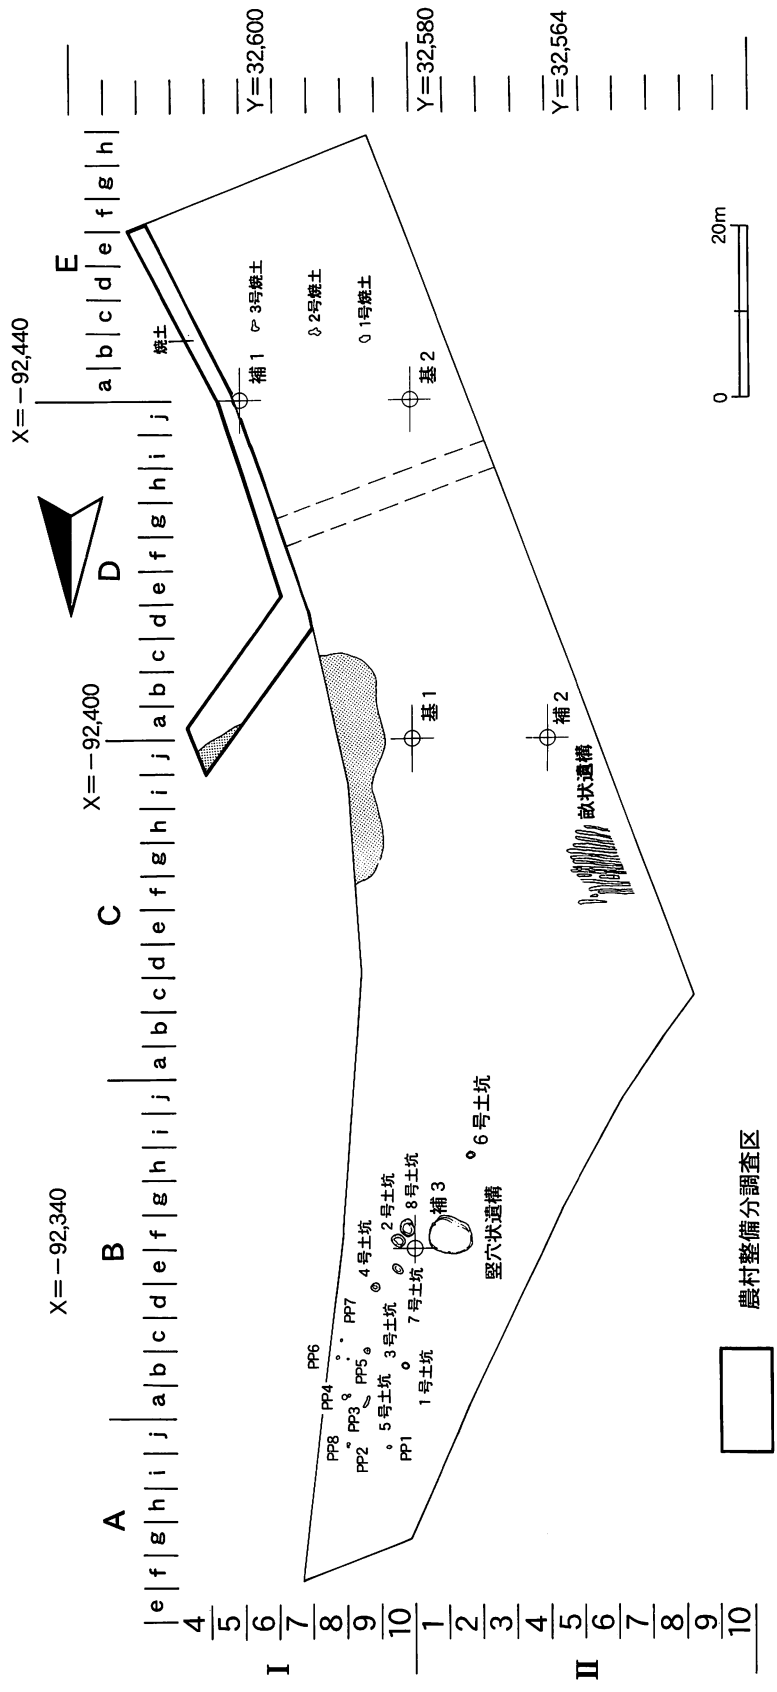 X=−92,340
X=−92,400
X=−92,440
A
B
C
D
E
e f g h i j
a b c d e f g h i j
a b c d e f g h i j
a b c d e f g h i j
a b c d e f g h
I
4
5
6
7
8
9
10
II
1
2
3
4
5
6
7
8
9
10
Y=32,600
Y=32,580
Y=32,564
焼土
3号焼土
2号焼土
1号焼土
補1
基2
基1
補2
畝状遺構
6号土坑
補3
8号土坑
2号土坑
竪穴状遺構
4号土坑
7号土坑
3号土坑
1号土坑
5号土坑
PP7
PP6
PP5
PP4
PP3
PP8
PP2
PP1
農村整備分調査区
0
20m